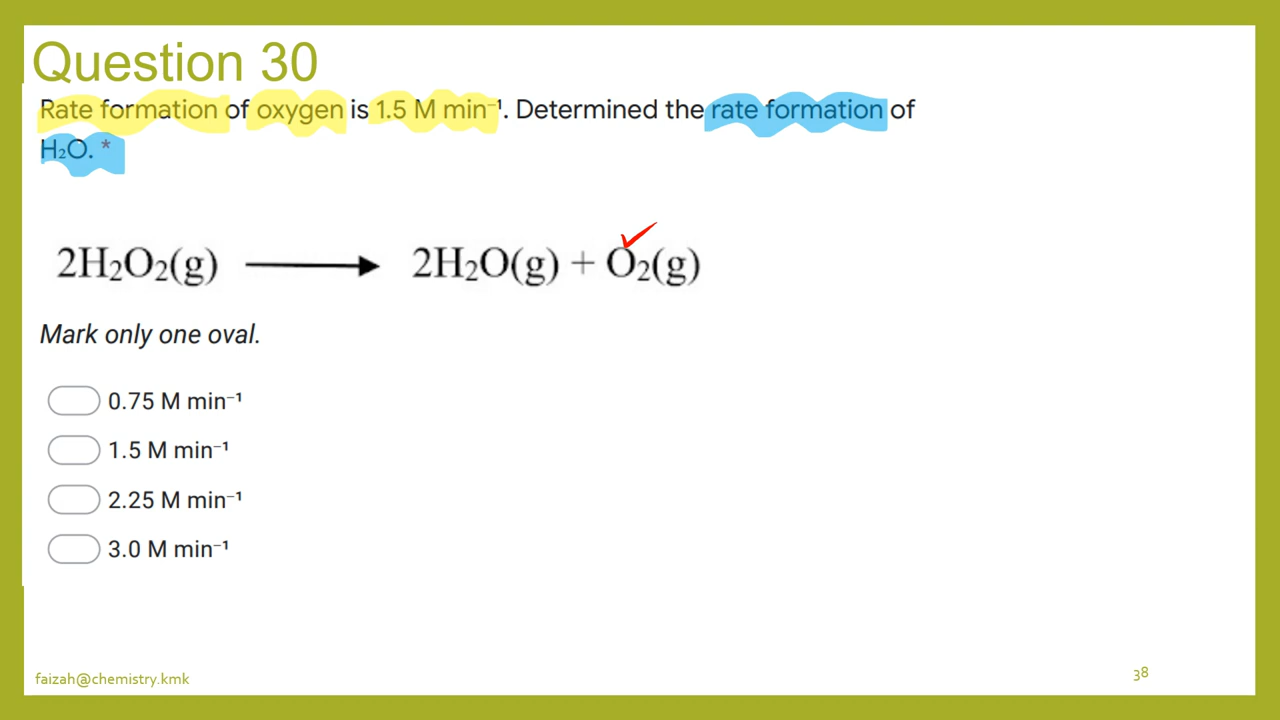 Question 30
Rate formation of oxygen is 1.5 M min⁻¹. Determined the rate formation of
H₂O. *
2H₂O₂(g) ⟶ 2H₂O(g) + O₂(g)
Mark only one oval.
0.75 M min⁻¹
1.5 M min⁻¹
2.25 M min⁻¹
3.0 M min⁻¹
faizah@chemistry.kmk
38